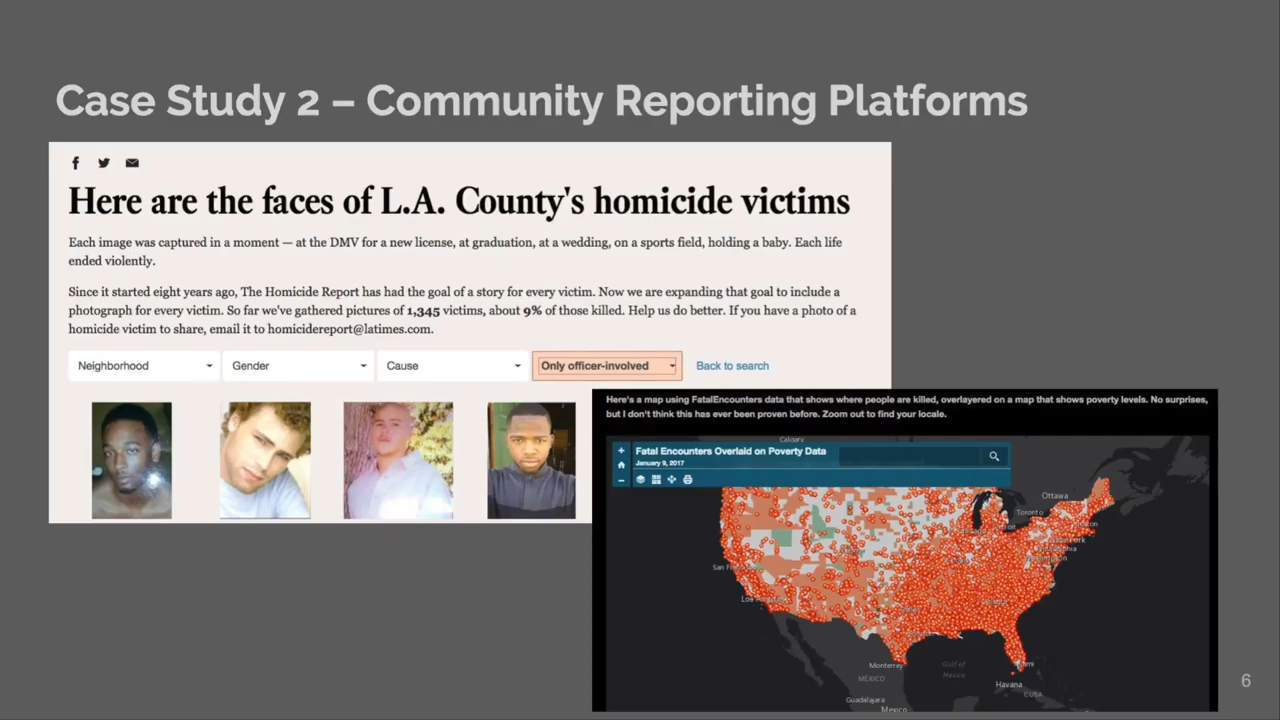 Case Study 2 – Community Reporting Platforms
Here are the faces of L.A. County's homicide victims
Each image was captured in a moment — at the DMV for a new license, at graduation, at a wedding, on a sports field, holding a baby. Each life
ended violently.
Since it started eight years ago, The Homicide Report has had the goal of a story for every victim. Now we are expanding that goal to include a
photograph for every victim. So far we've gathered pictures of 1,345 victims, about 9% of those killed. Help us do better. If you have a photo of a
homicide victim to share, email it to homicidereport@latimes.com.
Neighborhood
Gender
Cause
Only officer-involved
Back to search
Here's a map using FatalEncounters data that shows where people are killed, overlayered on a map that shows poverty levels. No surprises,
but I don't think this has ever been proven before. Zoom out to find your locale.
Calgary
Fatal Encounters Overlaid on Poverty Data
January 9, 2017
Ottawa
Toronto
Monterrey
Gulf of
Mexico
MÉXICO
Havana
CUBA
Guadalajara
Mexico
6